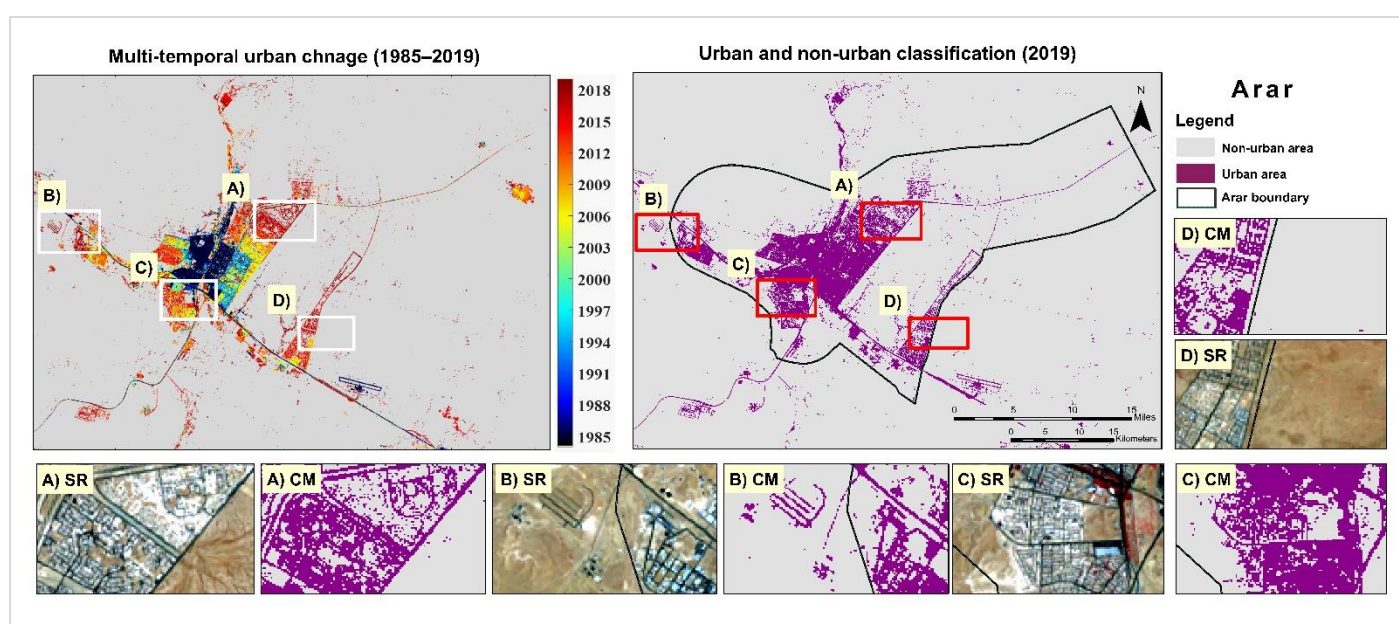 Multi-temporal urban chnage (1985–2019)
2018
2015
2012
2009
2006
2003
2000
1997
1994
1991
1988
1985
A)
B)
C)
D)
Urban and non-urban classification (2019)
N
A)
B)
C)
D)
0 5 10 15
Miles
0 5 10 15
Kilometers
Arar
Legend
Non-urban area
Urban area
Arar boundary
D) CM
D) SR
A) SR
A) CM
B) SR
B) CM
C) SR
C) CM